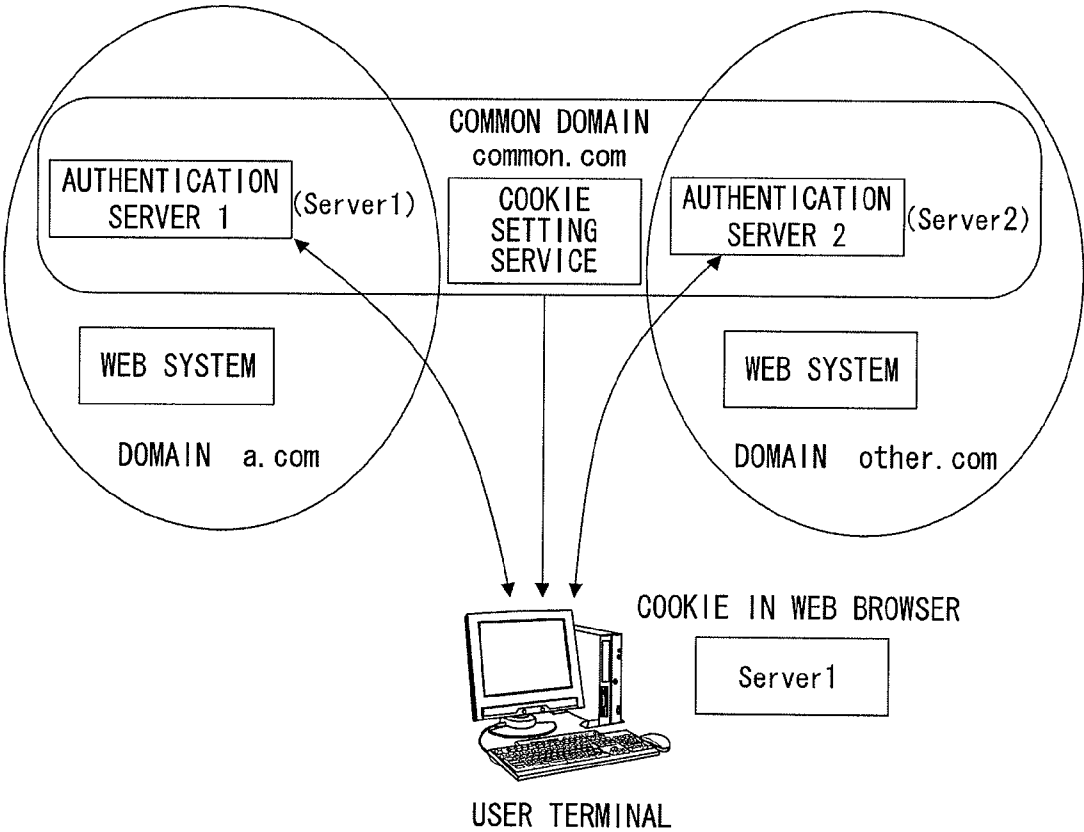 COMMON DOMAIN
common.com
AUTHENTICATION
SERVER 1
(Server1)
COOKIE
SETTING
SERVICE
AUTHENTICATION
SERVER 2
(Server2)
WEB SYSTEM
WEB SYSTEM
DOMAIN a.com
DOMAIN other.com
COOKIE IN WEB BROWSER
Server1
USER TERMINAL